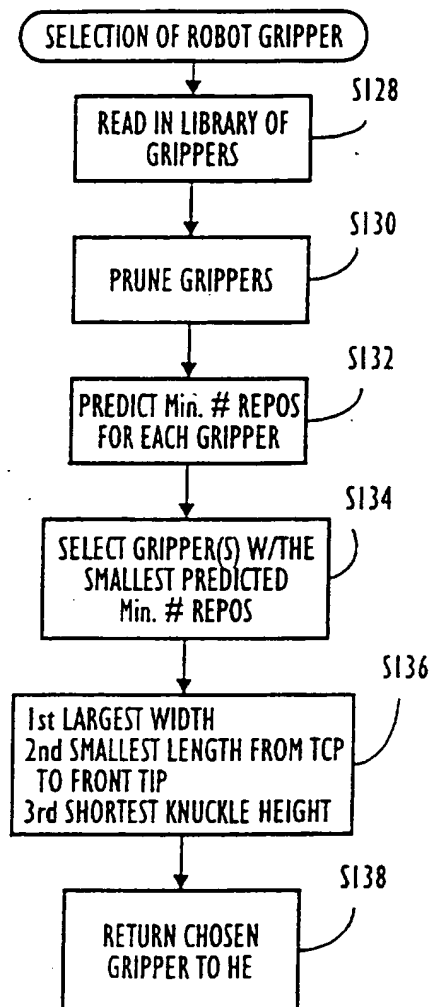 SELECTION OF ROBOT GRIPPER
S128
READ IN LIBRARY OF
GRIPPERS
S130
PRUNE GRIPPERS
S132
PREDICT Min. # REPOS
FOR EACH GRIPPER
S134
SELECT GRIPPER(S) W/THE
SMALLEST PREDICTED
Min. # REPOS
S136
1st LARGEST WIDTH
2nd SMALLEST LENGTH FROM TCP
TO FRONT TIP
3rd SHORTEST KNUCKLE HEIGHT
S138
RETURN CHOSEN
GRIPPER TO HE